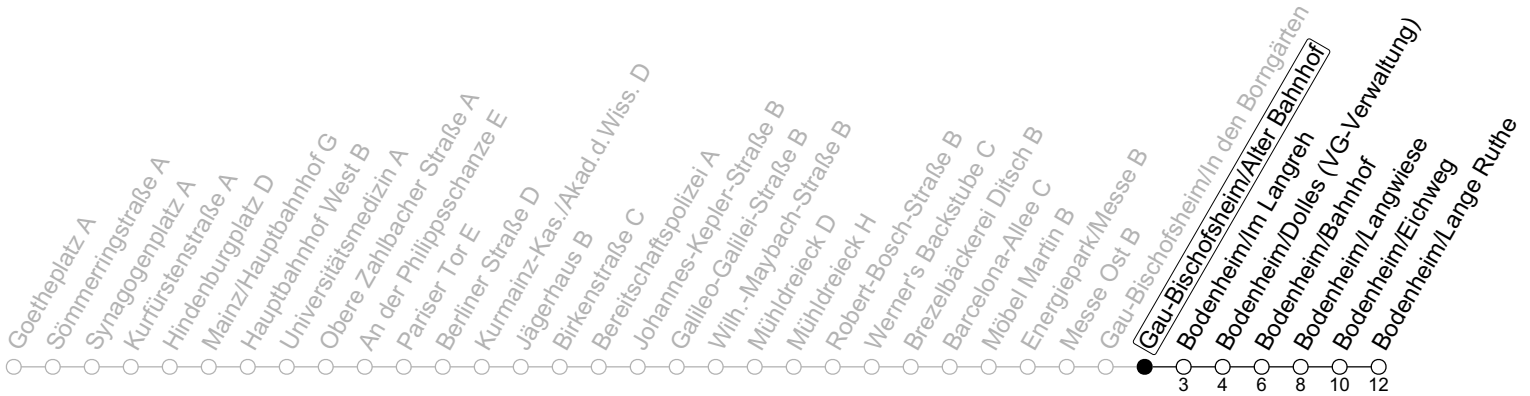 Goetheplatz A
Sömmerringstraße A
Synagogenplatz A
Kurfürstenstraße A
Hindenburgplatz D
Mainz/Hauptbahnhof G
Hauptbahnhof West B
Universitätsmedizin A
Obere Zahlbacher Straße A
An der Philippsschanze E
Pariser Tor E
Berliner Straße D
Kurmainz-Kas./Akad.d.Wiss. D
Jägerhaus B
Birkenstraße C
Bereitschaftspolizei A
Johannes-Kepler-Straße B
Galileo-Galilei-Straße B
Wilh.-Maybach-Straße B
Mühldreieck D
Mühldreieck H
Robert-Bosch-Straße B
Werner's Backstube C
Brezelbäckerei Ditsch B
Barcelona-Allee C
Möbel Martin B
Energiepark/Messe B
Messe Ost B
Gau-Bischofsheim/In den Borngärten
Gau-Bischofsheim/Alter Bahnhof
Bodenheim/Im Langreh
Bodenheim/Dolles (VG-Verwaltung)
Bodenheim/Bahnhof
Bodenheim/Langwiese
Bodenheim/Eichweg
Bodenheim/Lange Ruthe
3 4 6 8 10 12